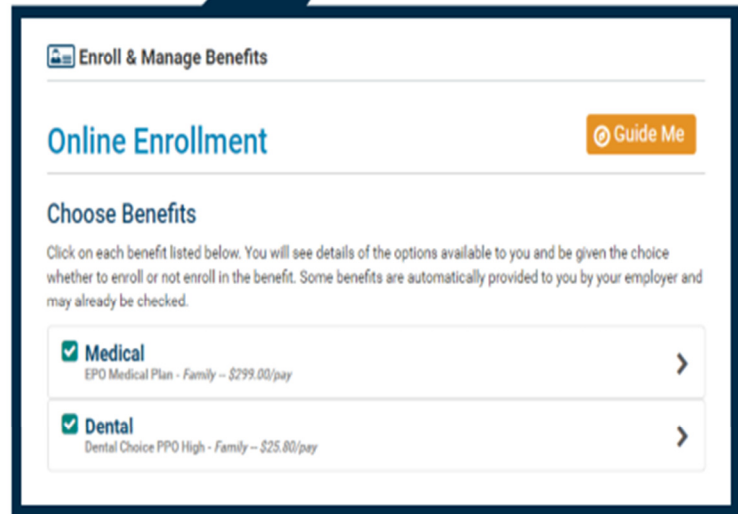 Enroll & Manage Benefits
Online Enrollment
Guide Me
Choose Benefits
Click on each benefit listed below. You will see details of the options available to you and be given the choice
whether to enroll or not enroll in the benefit. Some benefits are automatically provided to you by your employer and
may already be checked.
Medical
EPO Medical Plan - Family -- $299.00/pay
Dental
Dental Choice PPO High - Family -- $25.80/pay